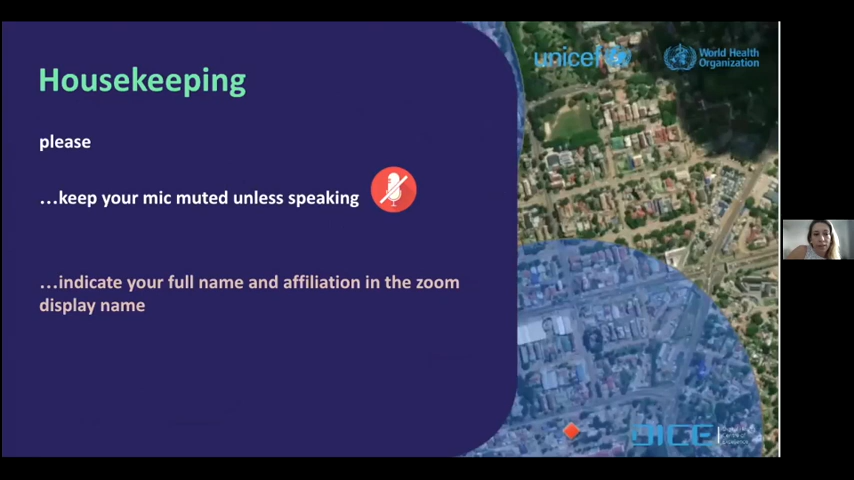 Housekeeping
please
...keep your mic muted unless speaking
...indicate your full name and affiliation in the zoom
display name
unicef
World Health
Organization
DICE